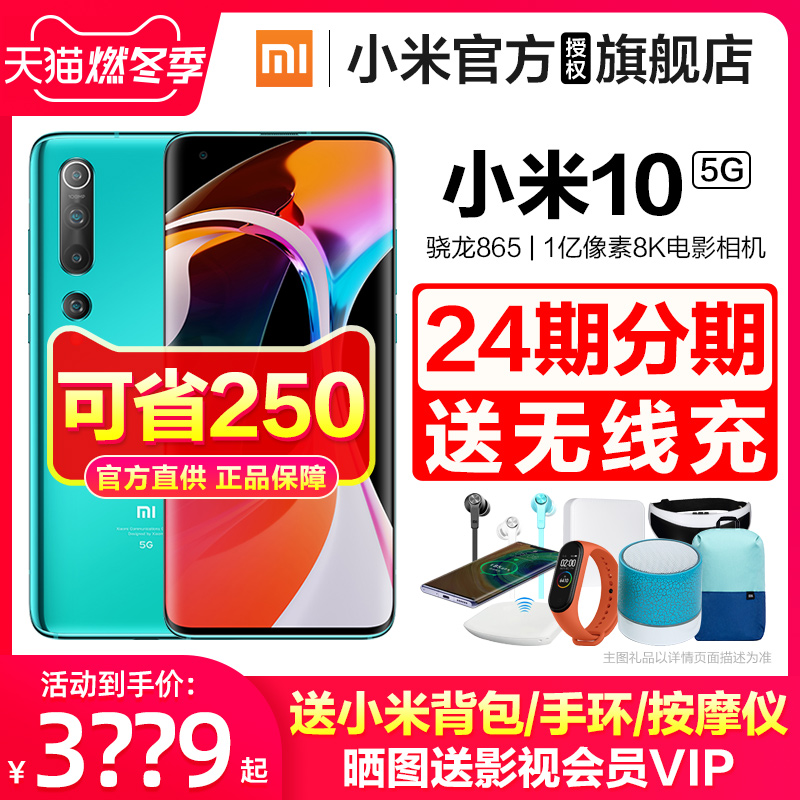 天猫燃冬季
小米官方授权旗舰店
小米10 5G
骁龙865 | 1亿像素8K电影相机
24期分期
送无线充
可省250
官方直供 正品保障
5G
主图礼品以详情页面描述为准
活动到手价:
¥3??9起
送小米背包/手环/按摩仪
晒图送影视会员VIP